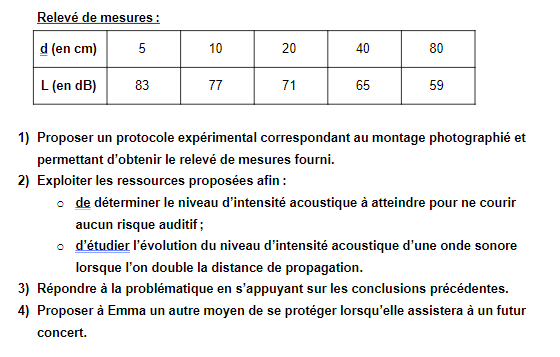 Relevé de mesures :
d (en cm) 5 10 20 40 80
L (en dB) 83 77 71 65 59
1) Proposer un protocole expérimental correspondant au montage photographié et
permettant d’obtenir le relevé de mesures fourni.
2) Exploiter les ressources proposées afin :
o de déterminer le niveau d’intensité acoustique à atteindre pour ne courir
aucun risque auditif ;
o d’étudier l’évolution du niveau d’intensité acoustique d’une onde sonore
lorsque l’on double la distance de propagation.
3) Répondre à la problématique en s’appuyant sur les conclusions précédentes.
4) Proposer à Emma un autre moyen de se protéger lorsqu’elle assistera à un futur
concert.